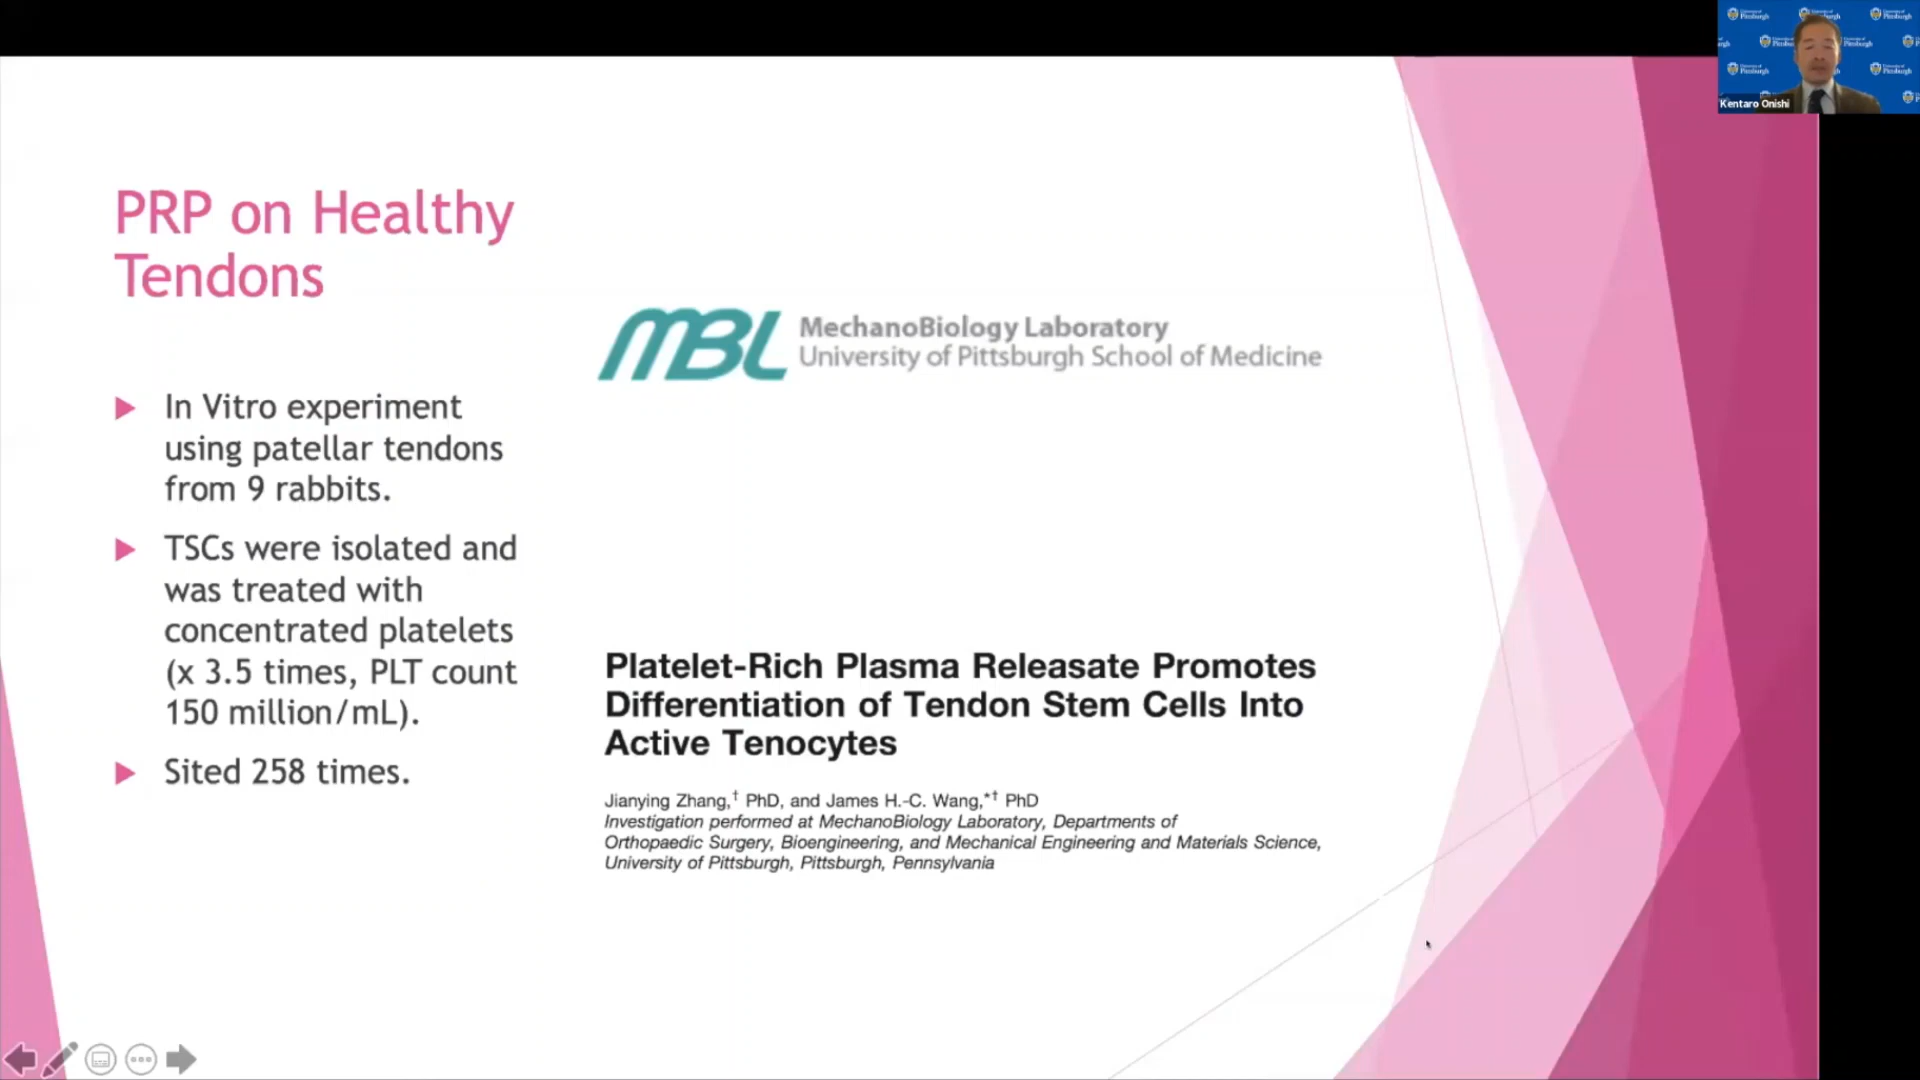 PRP on Healthy
Tendons
In Vitro experiment
using patellar tendons
from 9 rabbits.
TSCs were isolated and
was treated with
concentrated platelets
(x 3.5 times, PLT count
150 million/mL).
Sited 258 times.
MBL
MechanoBiology Laboratory
University of Pittsburgh School of Medicine
Platelet-Rich Plasma Releasate Promotes
Differentiation of Tendon Stem Cells Into
Active Tenocytes
Jianying Zhang,† PhD, and James H.-C. Wang,*† PhD
Investigation performed at MechanoBiology Laboratory, Departments of
Orthopaedic Surgery, Bioengineering, and Mechanical Engineering and Materials Science,
University of Pittsburgh, Pittsburgh, Pennsylvania
University of
Pittsburgh
Kentaro Onishi